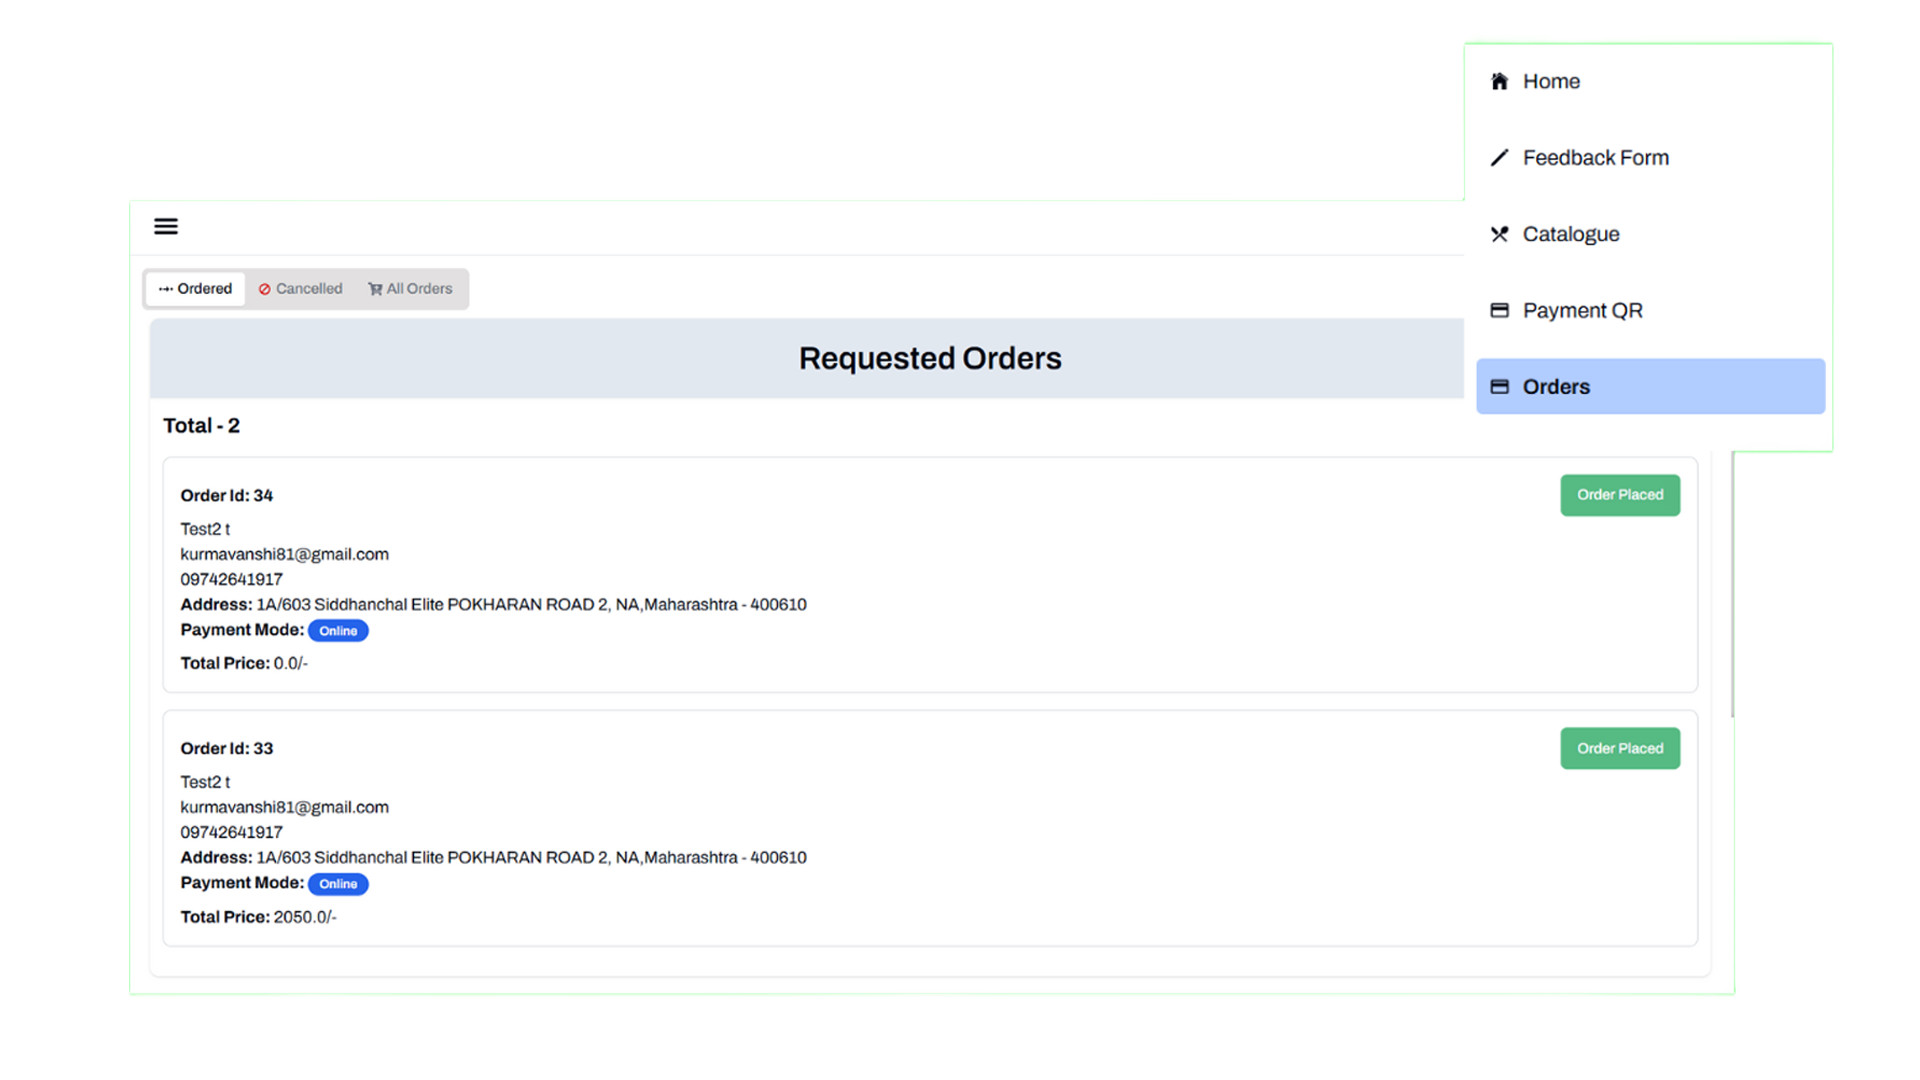 Home
Feedback Form
Catalogue
Payment QR
Orders
Ordered Cancelled All Orders
Requested Orders
Total - 2
Order Id: 34
Order Placed
Test2 t
kurmavanshi81@gmail.com
09742641917
Address: 1A/603 Siddhanchal Elite POKHARAN ROAD 2, NA,Maharashtra - 400610
Payment Mode: Online
Total Price: 0.0/-
Order Id: 33
Order Placed
Test2 t
kurmavanshi81@gmail.com
09742641917
Address: 1A/603 Siddhanchal Elite POKHARAN ROAD 2, NA,Maharashtra - 400610
Payment Mode: Online
Total Price: 2050.0/-